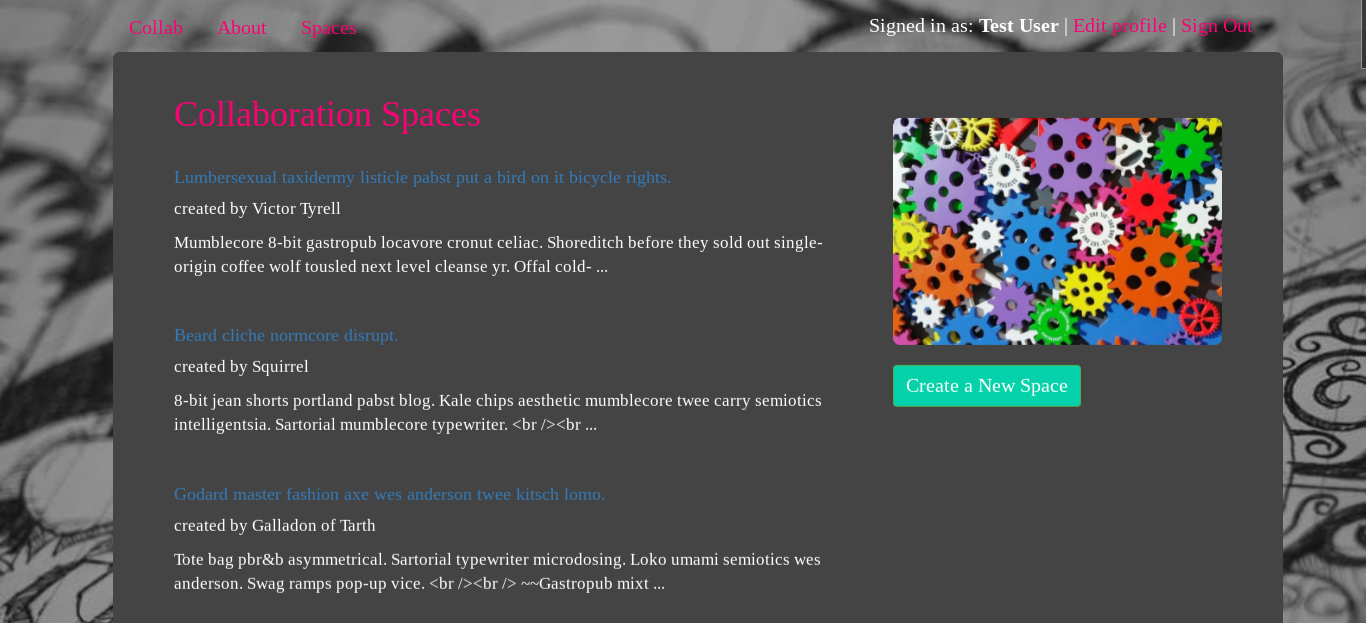 Collab About Spaces Signed in as: Test User | Edit profile | Sign Out
Collaboration Spaces
Lumbersexual taxidermy listicle pabst put a bird on it bicycle rights.
created by Victor Tyrell
Mumblecore 8-bit gastropub locavore cronut celiac. Shoreditch before they sold out single-
origin coffee wolf tousled next level cleanse yr. Offal cold- ...
Beard cliche normcore disrupt.
created by Squirrel
8-bit jean shorts portland pabst blog. Kale chips aesthetic mumblecore twee carry semiotics
intelligentsia. Sartorial mumblecore typewriter. <br /><br ...
Godard master fashion axe wes anderson twee kitsch lomo.
created by Galladon of Tarth
Tote bag pbr&b asymmetrical. Sartorial typewriter microdosing. Loko umami semiotics wes
anderson. Swag ramps pop-up vice. <br /><br /> ~~Gastropub mixt ...
Create a New Space